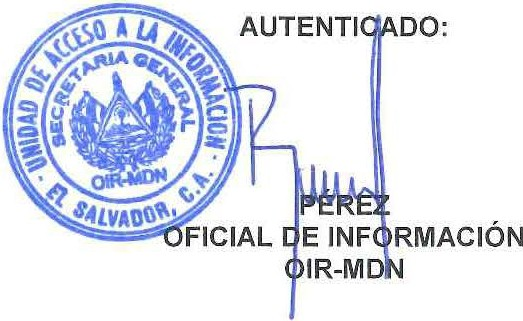 AUTENTICADO:
UNIDAD DE ACCESO A LA INFORMACION
SECRETARIA GENERAL
OIR-MDN
EL SALVADOR, C.A.
PÉREZ
OFICIAL DE INFORMACIÓN
OIR-MDN